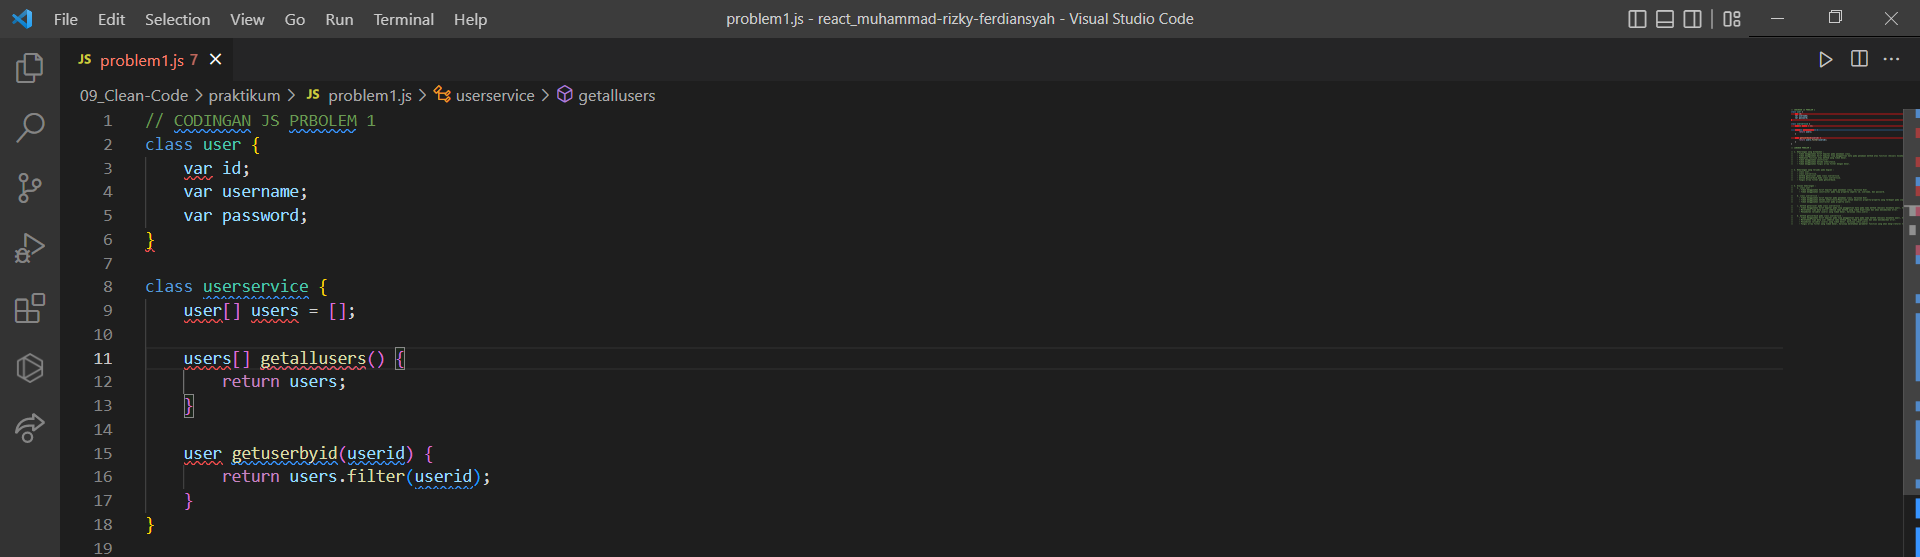 File Edit Selection View Go Run Terminal Help problem1.js - react_muhammad-rizky-ferdiansyah - Visual Studio Code
JS problem1.js 7
09_Clean-Code > praktikum > JS problem1.js > userservice > getallusers
1 // CODINGAN JS PRBOLEM 1
2 class user {
3 var id;
4 var username;
5 var password;
6 }
7
8 class userservice {
9 user[] users = [];
10
11 users[] getallusers() {
12 return users;
13 }
14
15 user getuserbyid(userid) {
16 return users.filter(userid);
17 }
18 }
19